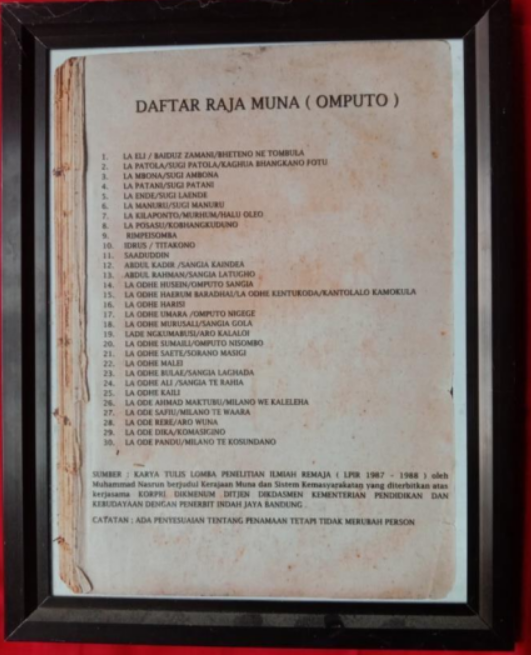 DAFTAR RAJA MUNA ( OMPUTO )
1. LA ELI / BAIDUZ ZAMANI/BHETENO NE TOMBULA
2. LA PATOLA/SUGI PATOLA/KAGHUA BHANGKANO FOTU
3. LA MBONA/SUGI AMBONA
4. LA PATANI/SUGI PATANI
5. LA ENDE/SUGI LAENDE
6. LA MANURU/SUGI MANURU
7. LA KILAPONTO/MURHUM/HALU OLEO
8. LA POSASU/KOBHANGKUDUNO
9. RIMPEISOMBA
10. IDRUS / TITAKONO
11. SAADUDDIN
12. ABDUL KADIR /SANGIA KAINDEA
13. ABDUL RAHMAN/SANGIA LATUGHO
14. LA ODHE HUSEIN/OMPUTO SANGIA
15. LA ODHE HAERUM BARADHAI/LA ODHE KENTUKODA/KANTOLALO KAMOKULA
16. LA ODHE HARISI
17. LA ODHE UMARA /OMPUTO NIGEGE
18. LA ODHE MURUSALI/SANGIA GOLA
19. LADE NGKUMABUSI/ARO KALALOI
20. LA ODHE SUMAILI/OMPUTO NISOMBO
21. LA ODHE SAETE/SORANO MASIGI
22. LA ODHE MALEI
23. LA ODHE BULAE/SANGIA LAGHADA
24. LA ODHE ALI /SANGIA TE RAHIA
25. LA ODHE KAILI
26. LA ODE AHMAD MAKTUBU/MILANO WE KALELEHA
27. LA ODE SAFIU/MILANO TE WAARA
28. LA ODE RERE/ARO WUNA
29. LA ODE DIKA/KOMASIGINO
30. LA ODE PANDU/MILANO TE KOSUNDANO
SUMBER : KARYA TULIS LOMBA PENELITIAN ILMIAH REMAJA ( LPIR 1987 - 1988 ) oleh
Muhammad Nasrun berjudul Kerajaan Muna dan Sistem Kemasyarakatan yang diterbitkan atas
kerjasama KORPRI DIKMENUM DITJEN DIKDASMEN KEMENTERIAN PENDIDIKAN DAN
KEBUDAYAAN DENGAN PENERBIT INDAH JAYA BANDUNG .
CATATAN : ADA PENYESUAIAN TENTANG PENAMAAN TETAPI TIDAK MERUBAH PERSON